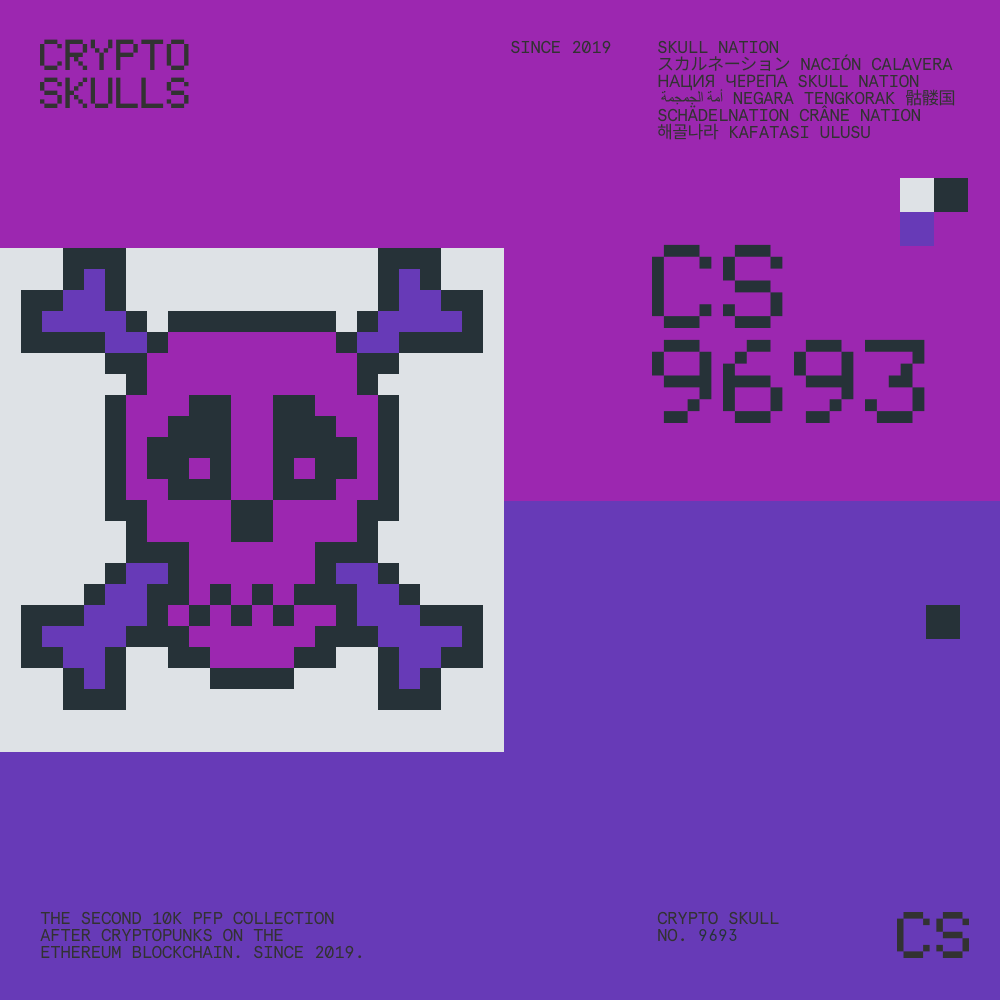 CRYPTO
SKULLS
SINCE 2019
SKULL NATION
スカルネーション NACIÓN CALAVERA
НАЦИЯ ЧЕРЕПА SKULL NATION
أمة الجمجمة NEGARA TENGKORAK 骷髅国
SCHÄDELNATION CRÂNE NATION
해골나라 KAFATASI ULUSU
CS
9693
THE SECOND 10K PFP COLLECTION
AFTER CRYPTOPUNKS ON THE
ETHEREUM BLOCKCHAIN. SINCE 2019.
CRYPTO SKULL
NO. 9693
CS